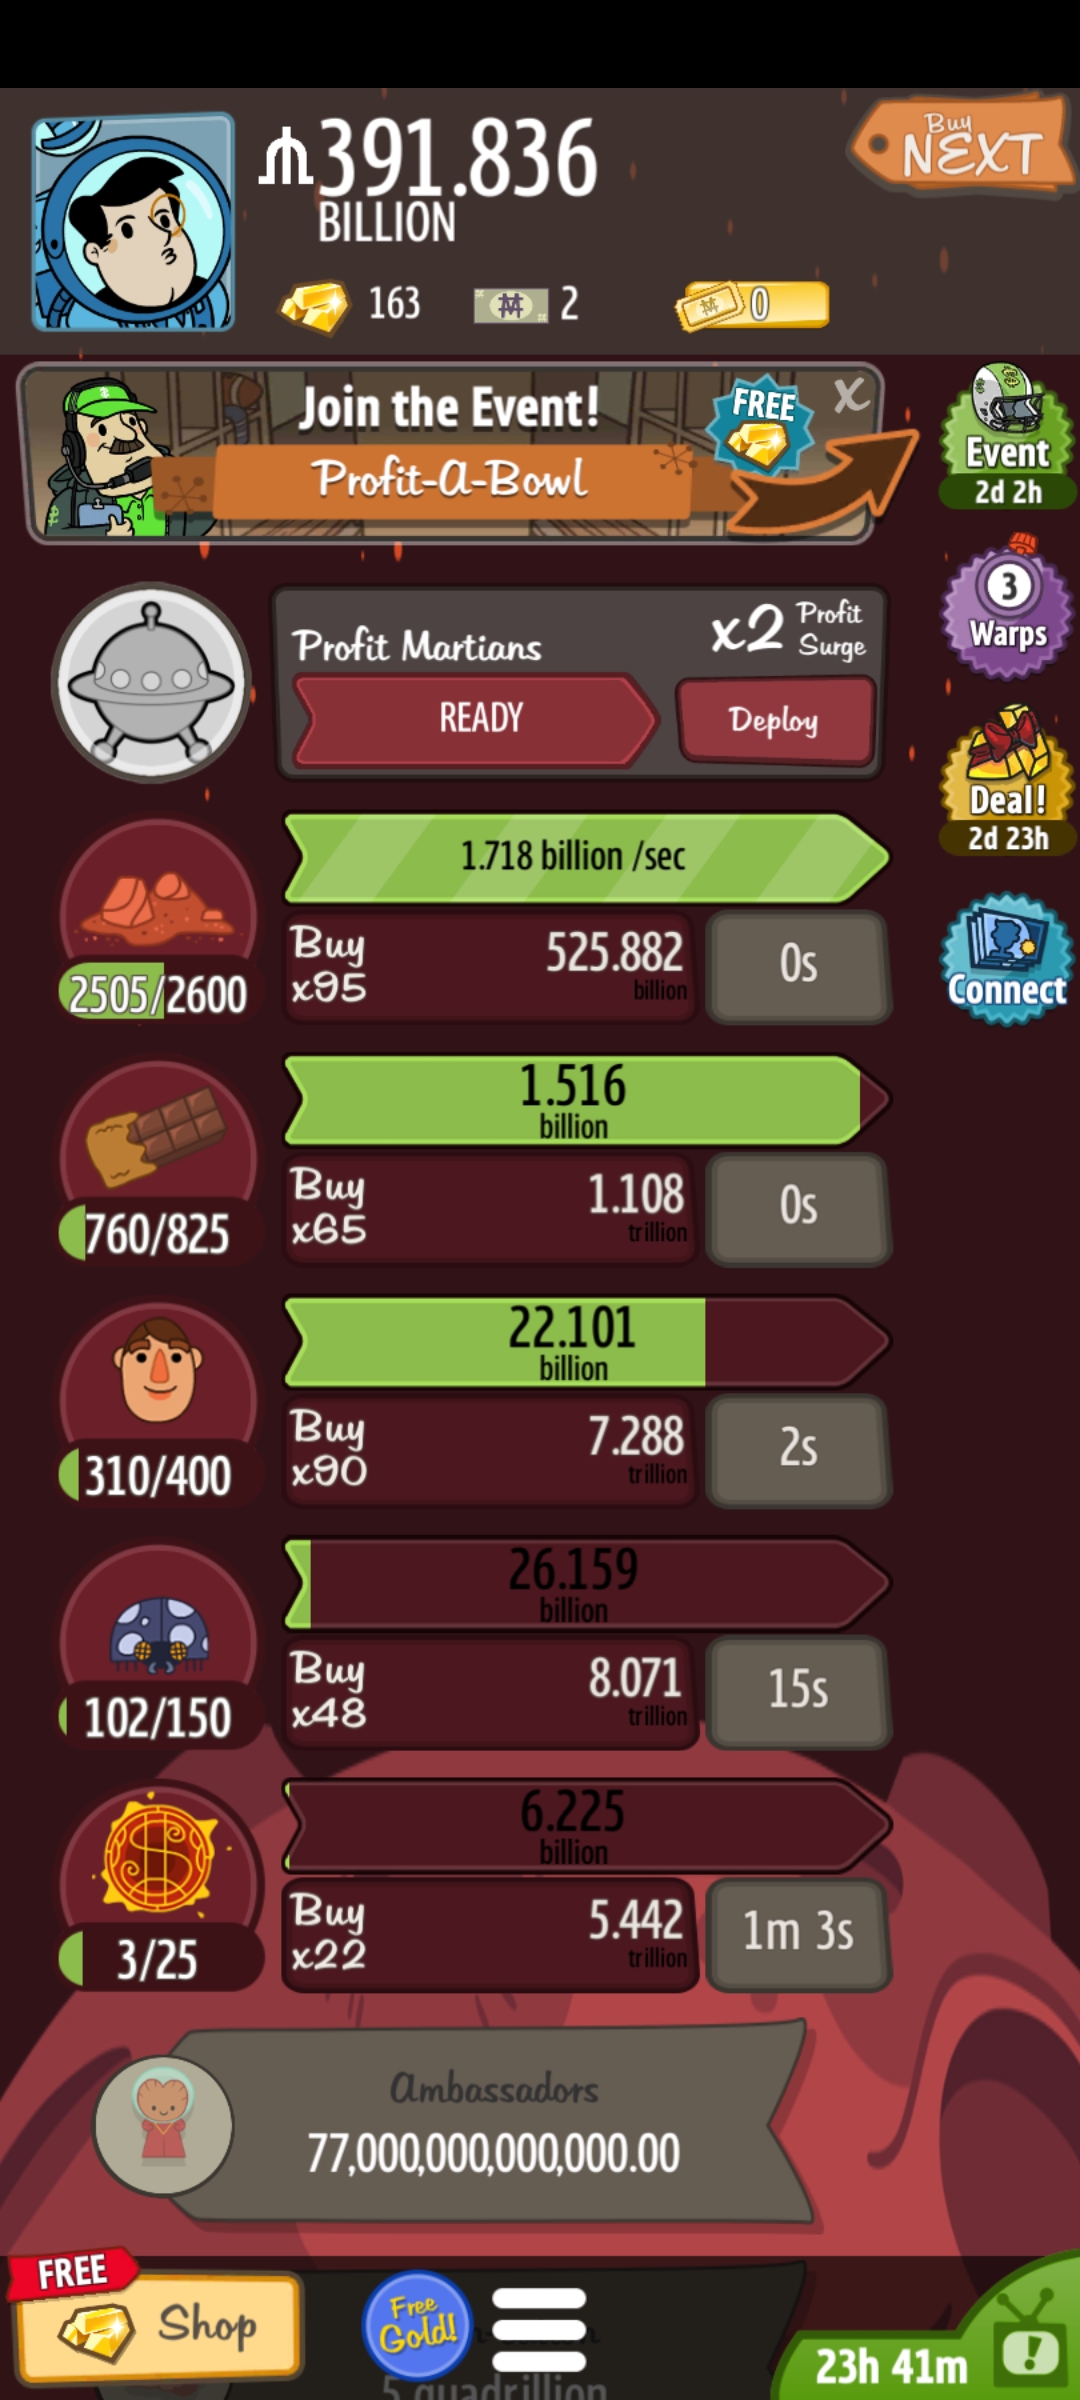 391.836
BILLION
Buy
NEXT
163
2
0
Join the Event!
Profit-A-Bowl
FREE
X
Event
2d 2h
3
Warps
Profit Martians
x2 Profit Surge
READY
Deploy
Deal!
2d 23h
1.718 billion /sec
2505/2600
Buy
x95
525.882
billion
0s
Connect
1.516
billion
760/825
Buy
x65
1.108
trillion
0s
22.101
billion
310/400
Buy
x90
7.288
trillion
2s
26.159
billion
102/150
Buy
x48
8.071
trillion
15s
6.225
billion
3/25
Buy
x22
5.442
trillion
1m 3s
Ambassadors
77,000,000,000,000.00
FREE
Shop
Free
Gold!
5 quadrillion
23h 41m